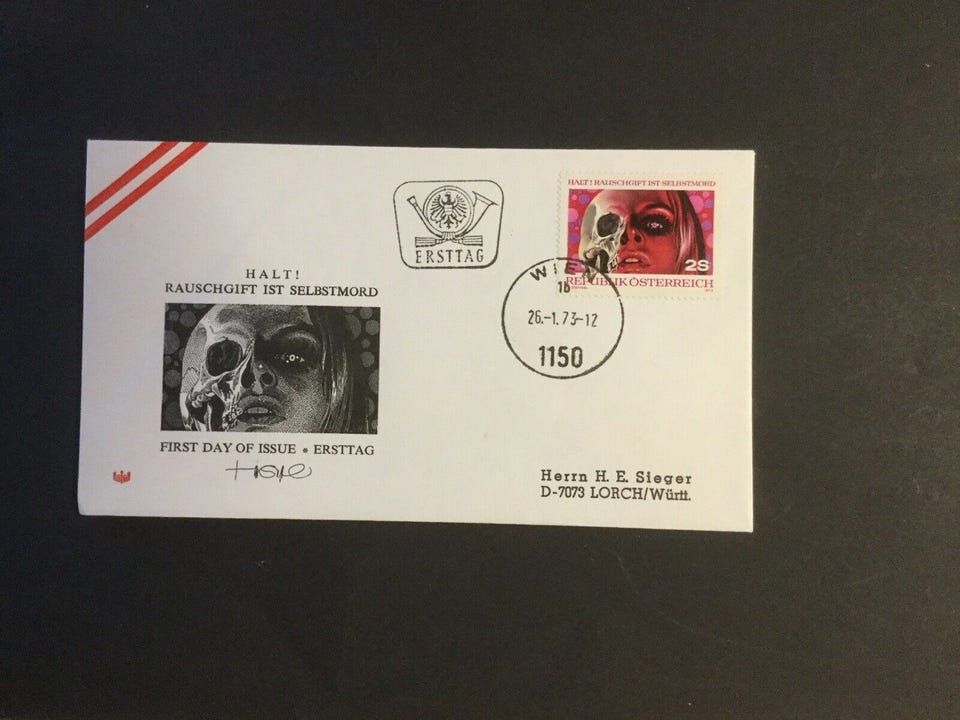 HALT! RAUSCHGIFT IST SELBSTMORD
2S
REPUBLIK ÖSTERREICH
ERSTTAG
WIEN
26.-1.73-12
1150
HALT!
RAUSCHGIFT IST SELBSTMORD
FIRST DAY OF ISSUE * ERSTTAG
Herrn H. E. Sieger
D-7073 LORCH/Württ.